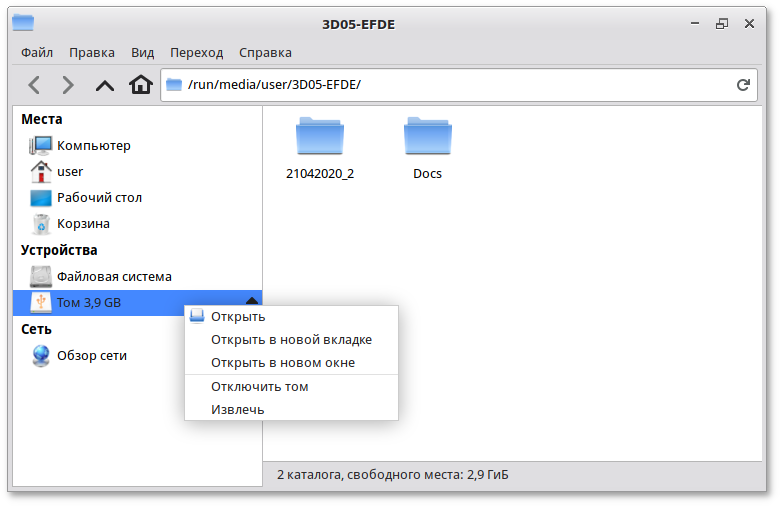 3D05-EFDE
Файл Правка Вид Переход Справка
/run/media/user/3D05-EFDE/
Места
Компьютер
user
Рабочий стол
Корзина
Устройства
Файловая система
Том 3,9 GB
Сеть
Обзор сети
21042020_2 Docs
Открыть
Открыть в новой вкладке
Открыть в новом окне
Отключить том
Извлечь
2 каталога, свободного места: 2,9 ГиБ